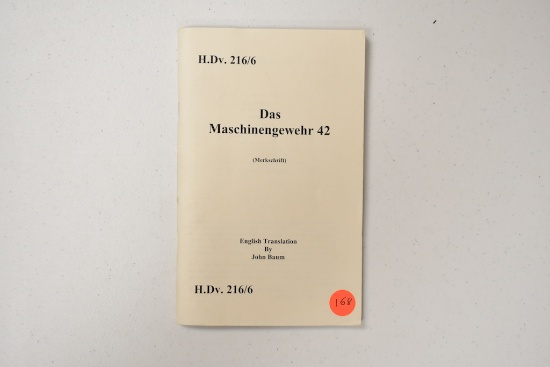 H.Dv. 216/6
Das
Maschinengewehr 42
(Merkschrift)
English Translation
By
John Baum
H.Dv. 216/6
168